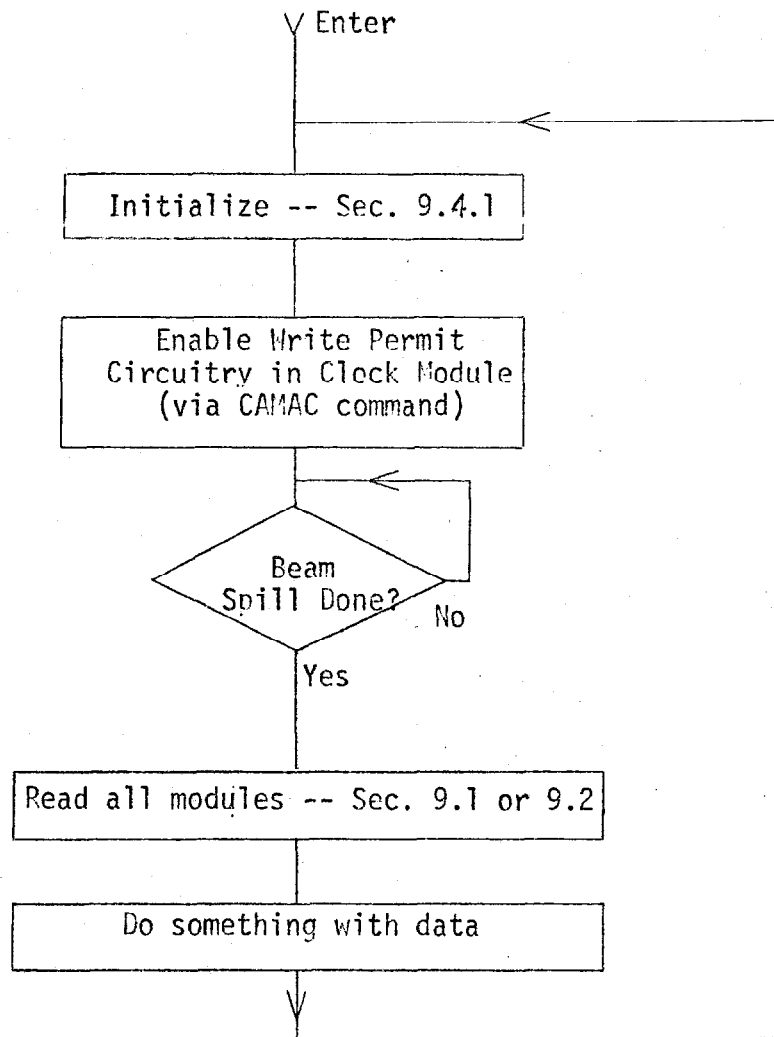 Enter
Initialize -- Sec. 9.4.1
Enable Write Permit
Circuitry in Clock Module
(via CAMAC command)
Beam
Spill Done?
No
Yes
Read all modules -- Sec. 9.1 or 9.2
Do something with data